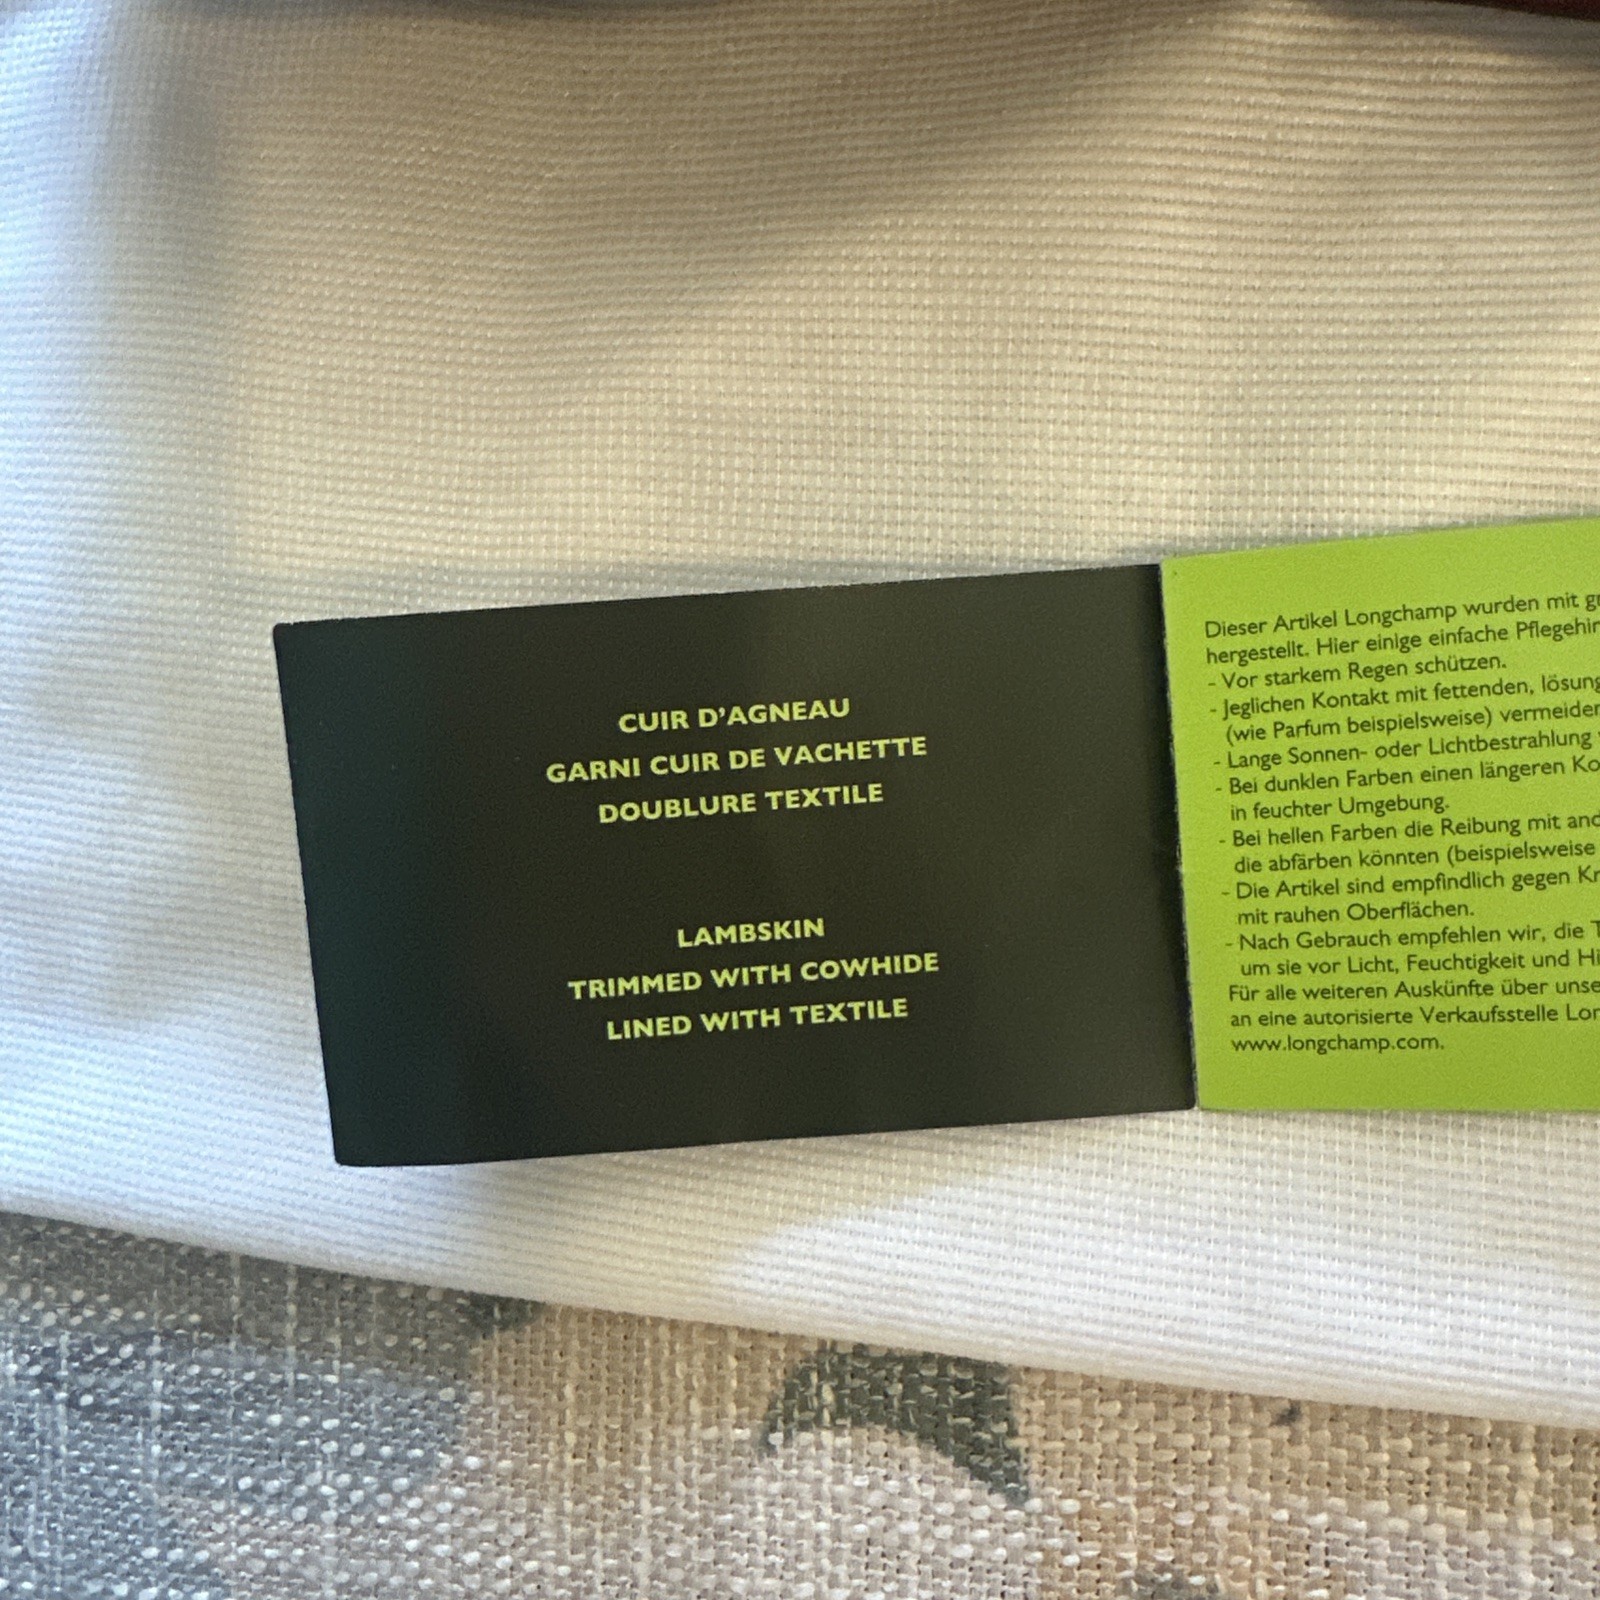 CUIR D'AGNEAU
GARNI CUIR DE VACHETTE
DOUBLURE TEXTILE
LAMBSKIN
TRIMMED WITH COWHIDE
LINED WITH TEXTILE
Dieser Artikel Longchamp wurden mit
hergestellt. Hier einige einfache
- Vor starkem Regen schützen.
- Jeglichen Kontakt mit fettenden,
(wie Parfum beispielsweise)
- Lange Sonnen- oder Lichtbestrahlung
- Bei dunklen Farben einen längeren
in feuchter Umgebung.
- Bei hellen Farben die Reibung mit
die abfärben könnten (beispielsweise
- Die Artikel sind empfindlich gegen
mit rauhen Oberflächen.
- Nach Gebrauch empfehlen wir, die
um sie vor Licht, Feuchtigkeit und
Für alle weiteren Auskünfte über
an eine autorisierte Verkaufsstelle
www.longchamp.com.